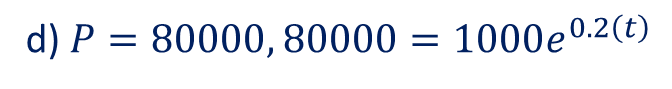 d) P = 80000, 80000 = 1000e^{0.2(t)}